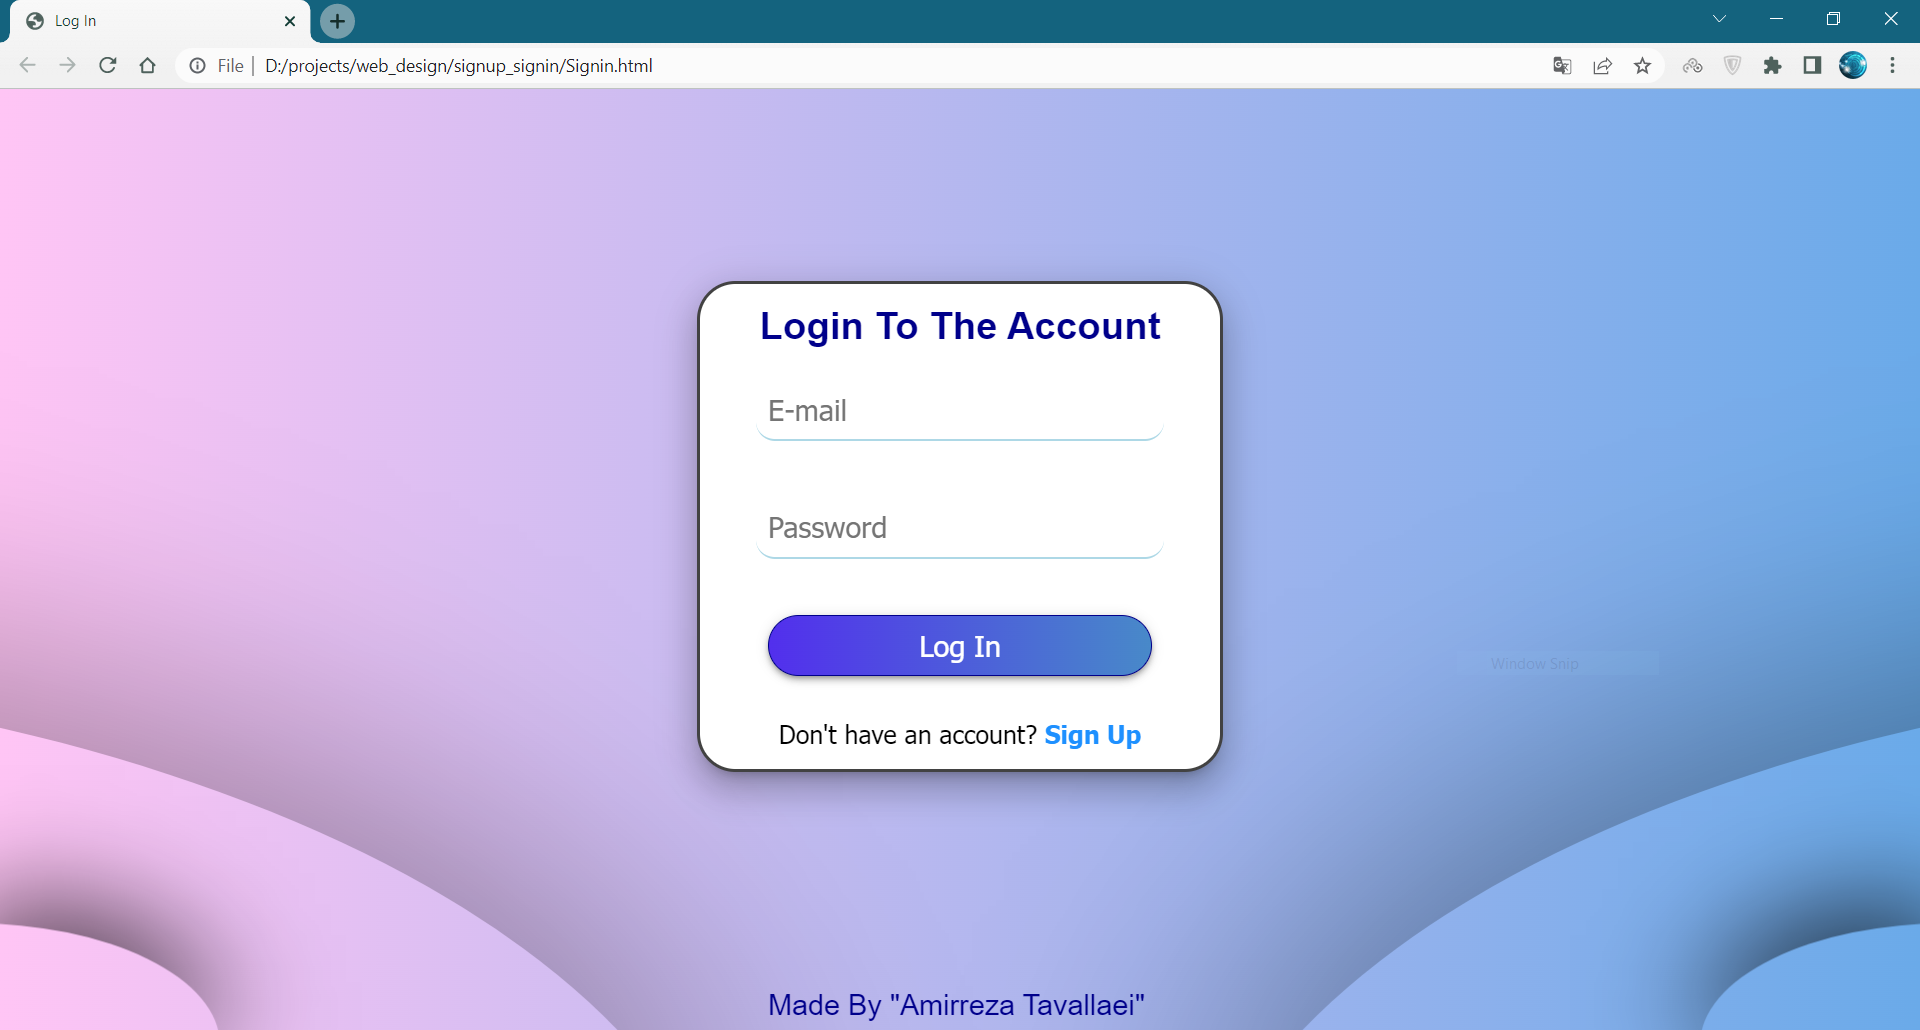 Log In
File | D:/projects/web_design/signup_signin/Signin.html
Login To The Account
E-mail
Password
Log In
Window Snip
Don't have an account? Sign Up
Made By "Amirreza Tavallaei"